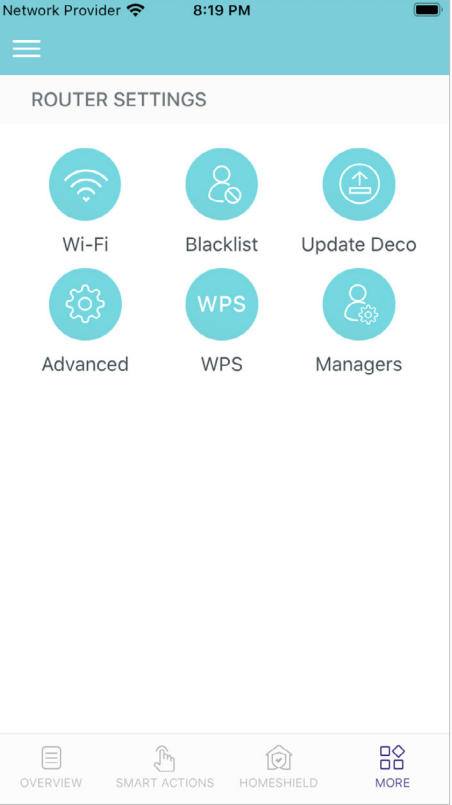 Network Provider 8:19 PM
ROUTER SETTINGS
Wi-Fi Blacklist Update Deco
WPS
Advanced WPS Managers
OVERVIEW SMART ACTIONS HOMESHIELD MORE